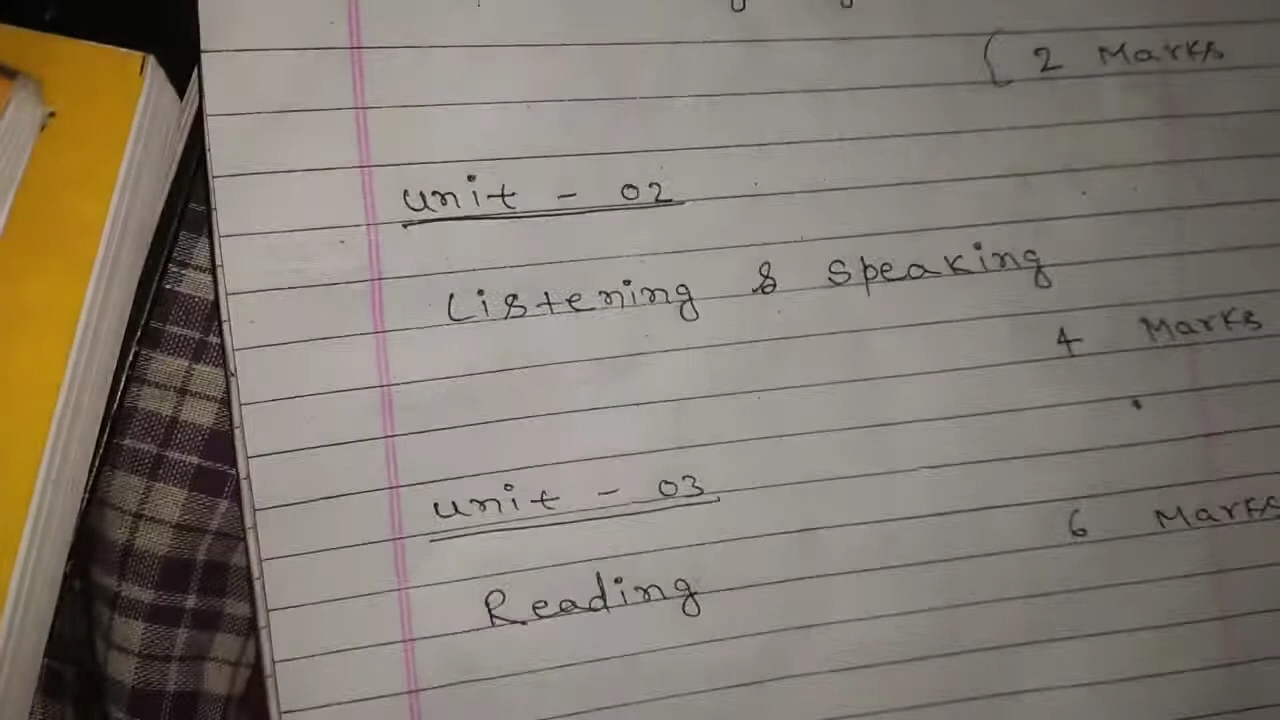 ( 2 Marks
unit - 02
Listening & speaking
4 Marks
unit - 03
6 Marks
Reading